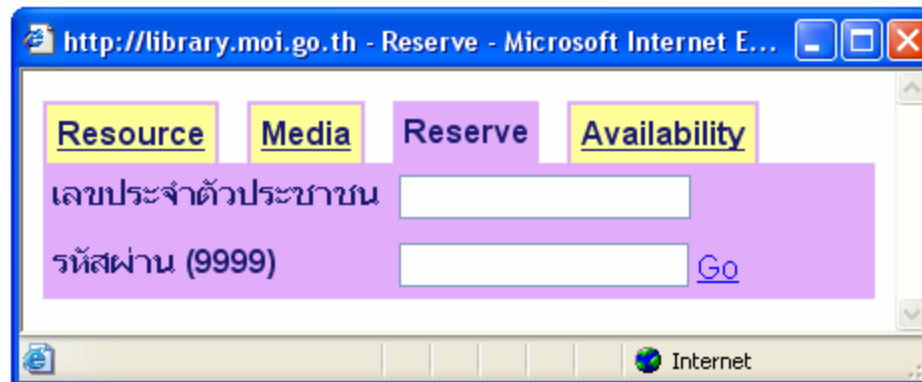 http://library.moi.go.th - Reserve - Microsoft Internet E...
Resource Media Reserve Availability
เลขประจำตัวประชาชน
รหัสผ่าน (9999) Go
Internet